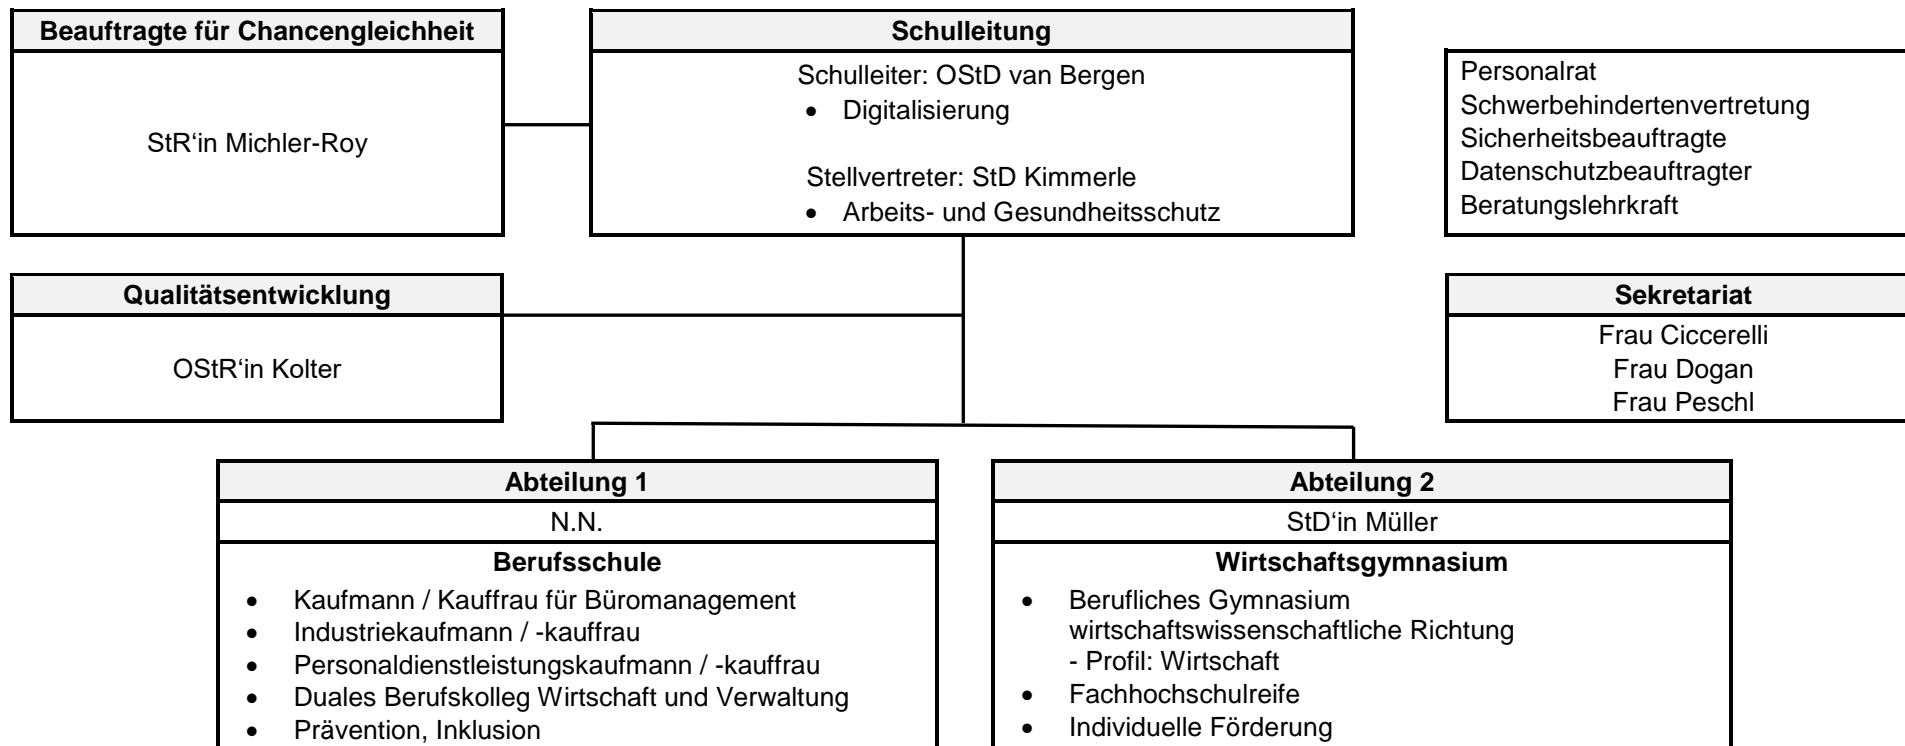 Beauftragte für Chancengleichheit
StR‘in Michler-Roy
Schulleitung
Schulleiter: OStD van Bergen
• Digitalisierung
Stellvertreter: StD Kimmerle
• Arbeits- und Gesundheitsschutz
Personalrat
Schwerbehindertenvertretung
Sicherheitsbeauftragte
Datenschutzbeauftragter
Beratungslehrkraft
Qualitätsentwicklung
OStR‘in Kolter
Sekretariat
Frau Ciccerelli
Frau Dogan
Frau Peschl
Abteilung 1
N.N.
Berufsschule
• Kaufmann / Kauffrau für Büromanagement
• Industriekaufmann / -kauffrau
• Personaldienstleistungskaufmann / -kauffrau
• Duales Berufskolleg Wirtschaft und Verwaltung
• Prävention, Inklusion
Abteilung 2
StD‘in Müller
Wirtschaftsgymnasium
• Berufliches Gymnasium
wirtschaftswissenschaftliche Richtung
- Profil: Wirtschaft
• Fachhochschulreife
• Individuelle Förderung